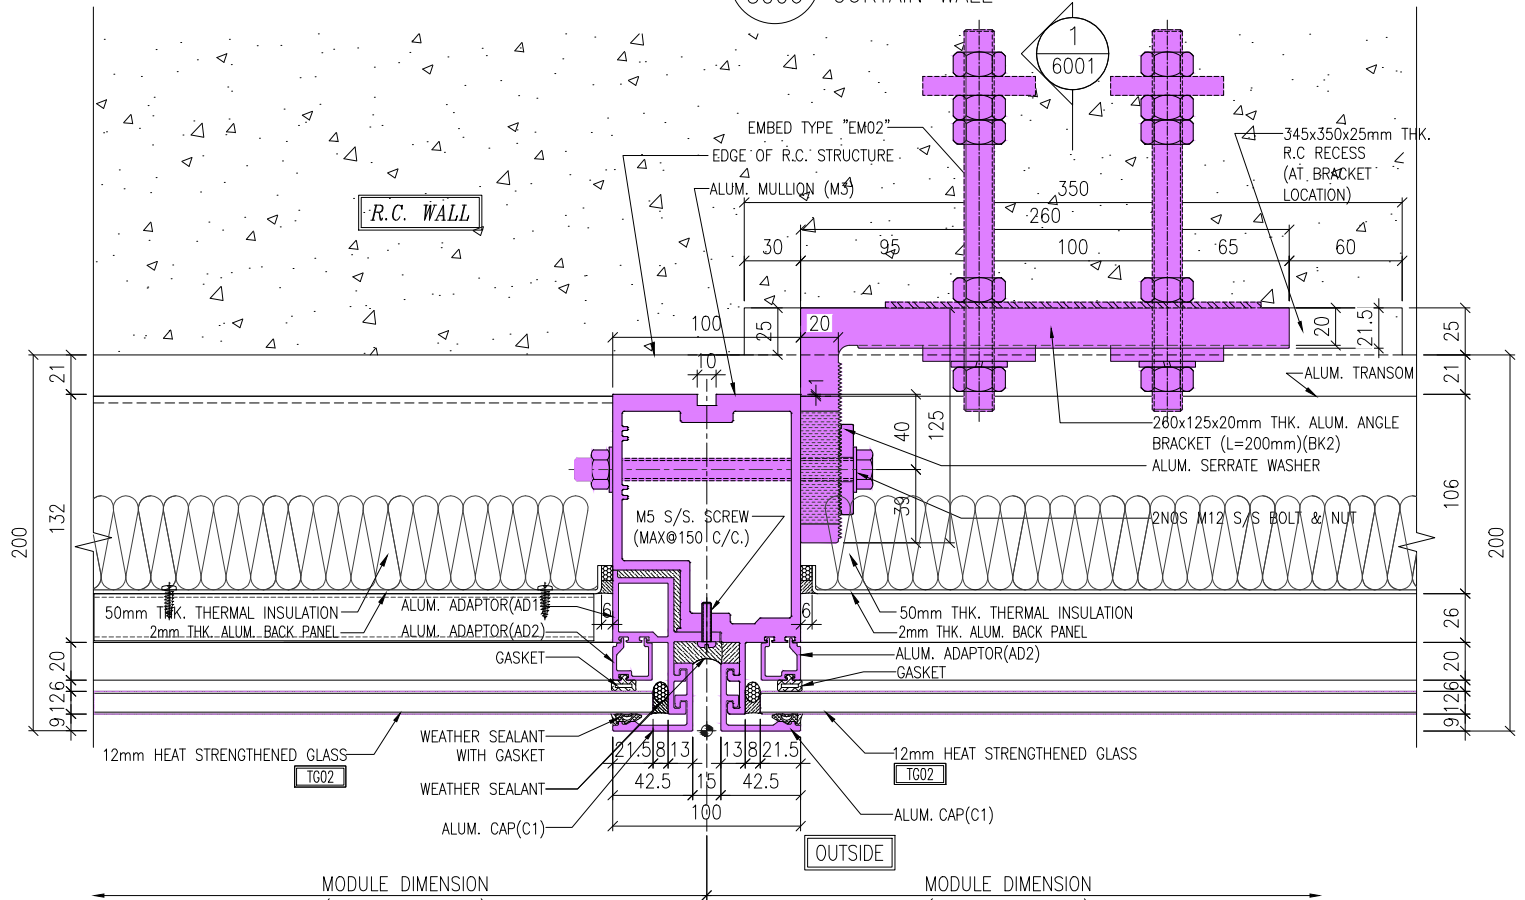 CURTAIN WALL
1
6001
EMBED TYPE "EM02"
EDGE OF R.C. STRUCTURE
ALUM. MULLION (M3)
345x350x25mm THK.
R.C RECESS
(AT BRACKET
LOCATION)
R.C. WALL
350
260
30
95
100
65
60
100
25
20
20
21.5
25
10
1
21
21
ALUM. TRANSOM
40
125
260x125x20mm THK. ALUM. ANGLE
BRACKET (L=200mm)(BK2)
ALUM. SERRATE WASHER
39
132
106
200
200
M5 S/S. SCREW
(MAX@150 C/C.)
2NOS M12 S/S BOLT & NUT
50mm THK. THERMAL INSULATION
2mm THK. ALUM. BACK PANEL
ALUM. ADAPTOR(AD1
ALUM. ADAPTOR(AD2)
GASKET
6
6
50mm THK. THERMAL INSULATION
2mm THK. ALUM. BACK PANEL
ALUM. ADAPTOR(AD2)
GASKET
26
20
20
6
6
12
12
9
9
12mm HEAT STRENGTHENED GLASS
TG02
WEATHER SEALANT
WITH GASKET
WEATHER SEALANT
ALUM. CAP(C1)
21.5
8
13
13
8
21.5
42.5
15
42.5
100
12mm HEAT STRENGTHENED GLASS
TG02
ALUM. CAP(C1)
OUTSIDE
MODULE DIMENSION
MODULE DIMENSION